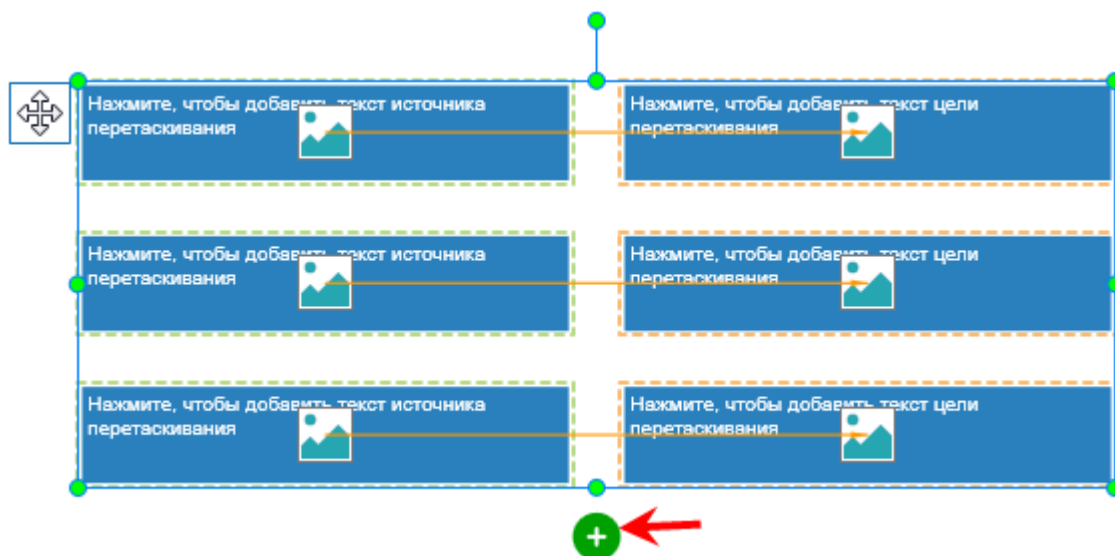 Нажмите, чтобы добавить текст источника
перетаскивания
Нажмите, чтобы добавить текст цели
перетаскивания
Нажмите, чтобы добавить текст источника
перетаскивания
Нажмите, чтобы добавить текст цели
перетаскивания
Нажмите, чтобы добавить текст источника
перетаскивания
Нажмите, чтобы добавить текст цели
перетаскивания